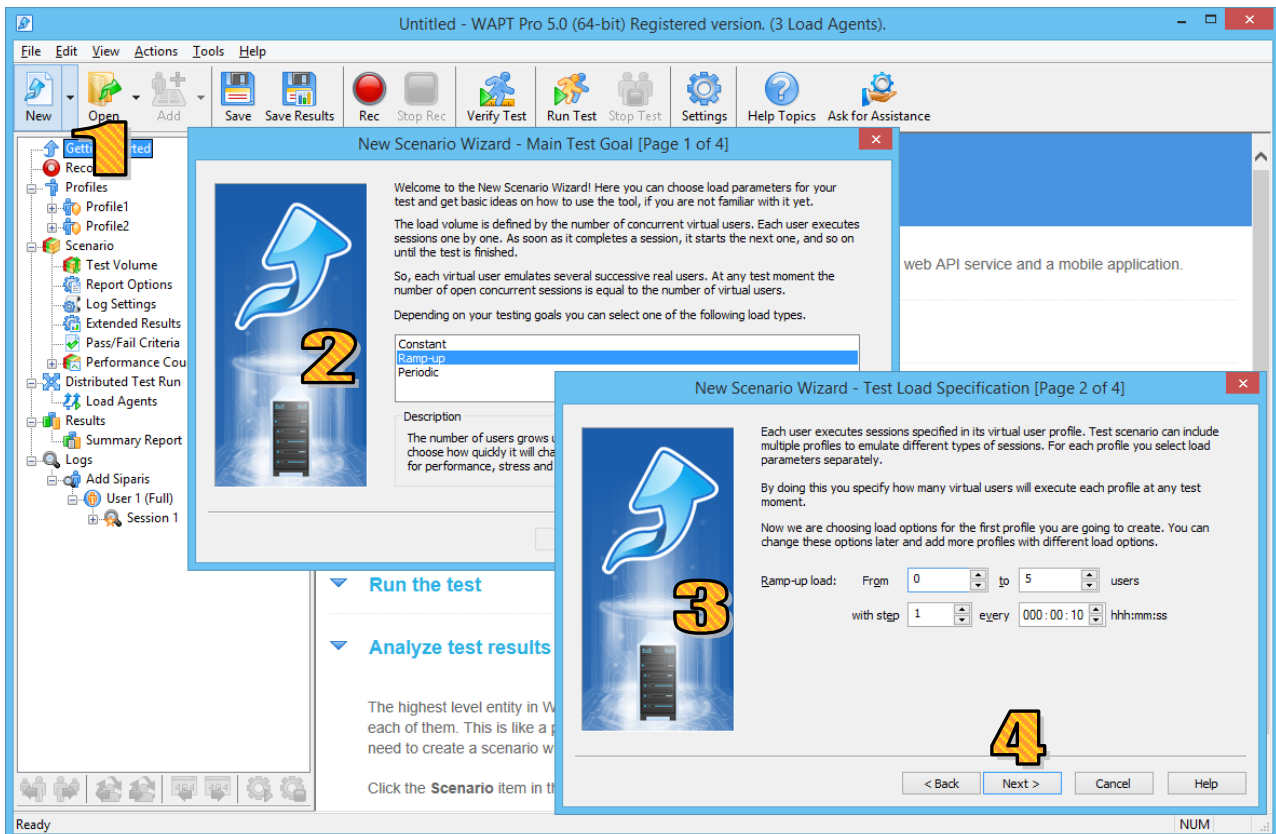 Untitled - WAPT Pro 5.0 (64-bit) Registered version. (3 Load Agents).
File Edit View Actions Tools Help
New Open Add Save Save Results Rec Stop Rec Verify Test Run Test Stop Test Settings Help Topics Ask for Assistance
1
Profiles
Profile1
Profile2
Scenario
Test Volume
Report Options
Log Settings
Extended Results
Pass/Fail Criteria
Performance Cou
Distributed Test Run
Load Agents
Results
Summary Report
Logs
Add Siparis
User 1 (Full)
Session 1
New Scenario Wizard - Main Test Goal [Page 1 of 4]
Welcome to the New Scenario Wizard! Here you can choose load parameters for your
test and get basic ideas on how to use the tool, if you are not familiar with it yet.
The load volume is defined by the number of concurrent virtual users. Each user executes
sessions one by one. As soon as it completes a session, it starts the next one, and so on
until the test is finished.
So, each virtual user emulates several successive real users. At any test moment the
number of open concurrent sessions is equal to the number of virtual users.
Depending on your testing goals you can select one of the following load types.
2
Constant
Ramp-up
Periodic
Description
The number of users grows
choose how quickly it will cha
for performance, stress and
web API service and a mobile application.
New Scenario Wizard - Test Load Specification [Page 2 of 4]
Each user executes sessions specified in its virtual user profile. Test scenario can include
multiple profiles to emulate different types of sessions. For each profile you select load
parameters separately.
By doing this you specify how many virtual users will execute each profile at any test
moment.
Now we are choosing load options for the first profile you are going to create. You can
change these options later and add more profiles with different load options.
3
Ramp-up load: From 0 to 5 users
with step 1 every 000:00:10 hhh:mm:ss
4
< Back Next > Cancel Help
Run the test
Analyze test results
The highest level entity in W
each of them. This is like a p
need to create a scenario w
Click the Scenario item in th
Ready NUM